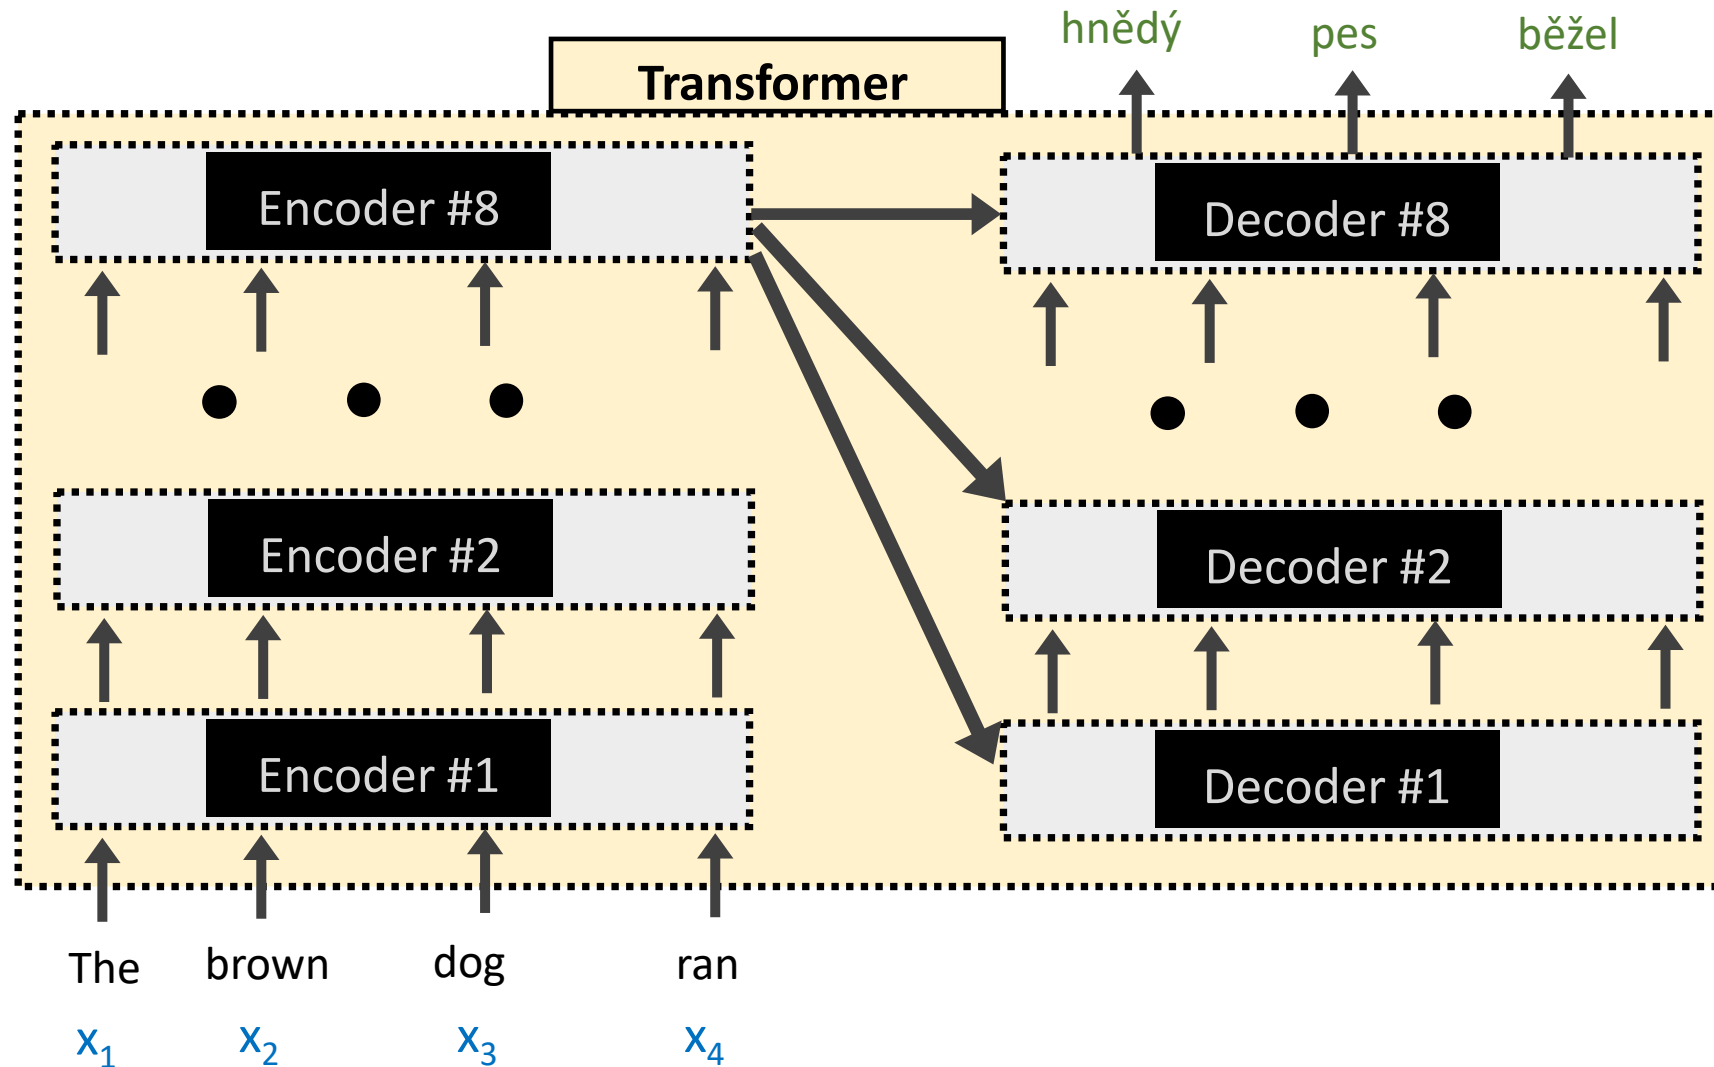 hnědý pes běžel
Transformer
Encoder #8
Decoder #8
Encoder #2
Decoder #2
Encoder #1
Decoder #1
The brown dog ran
x1 x2 x3 x4